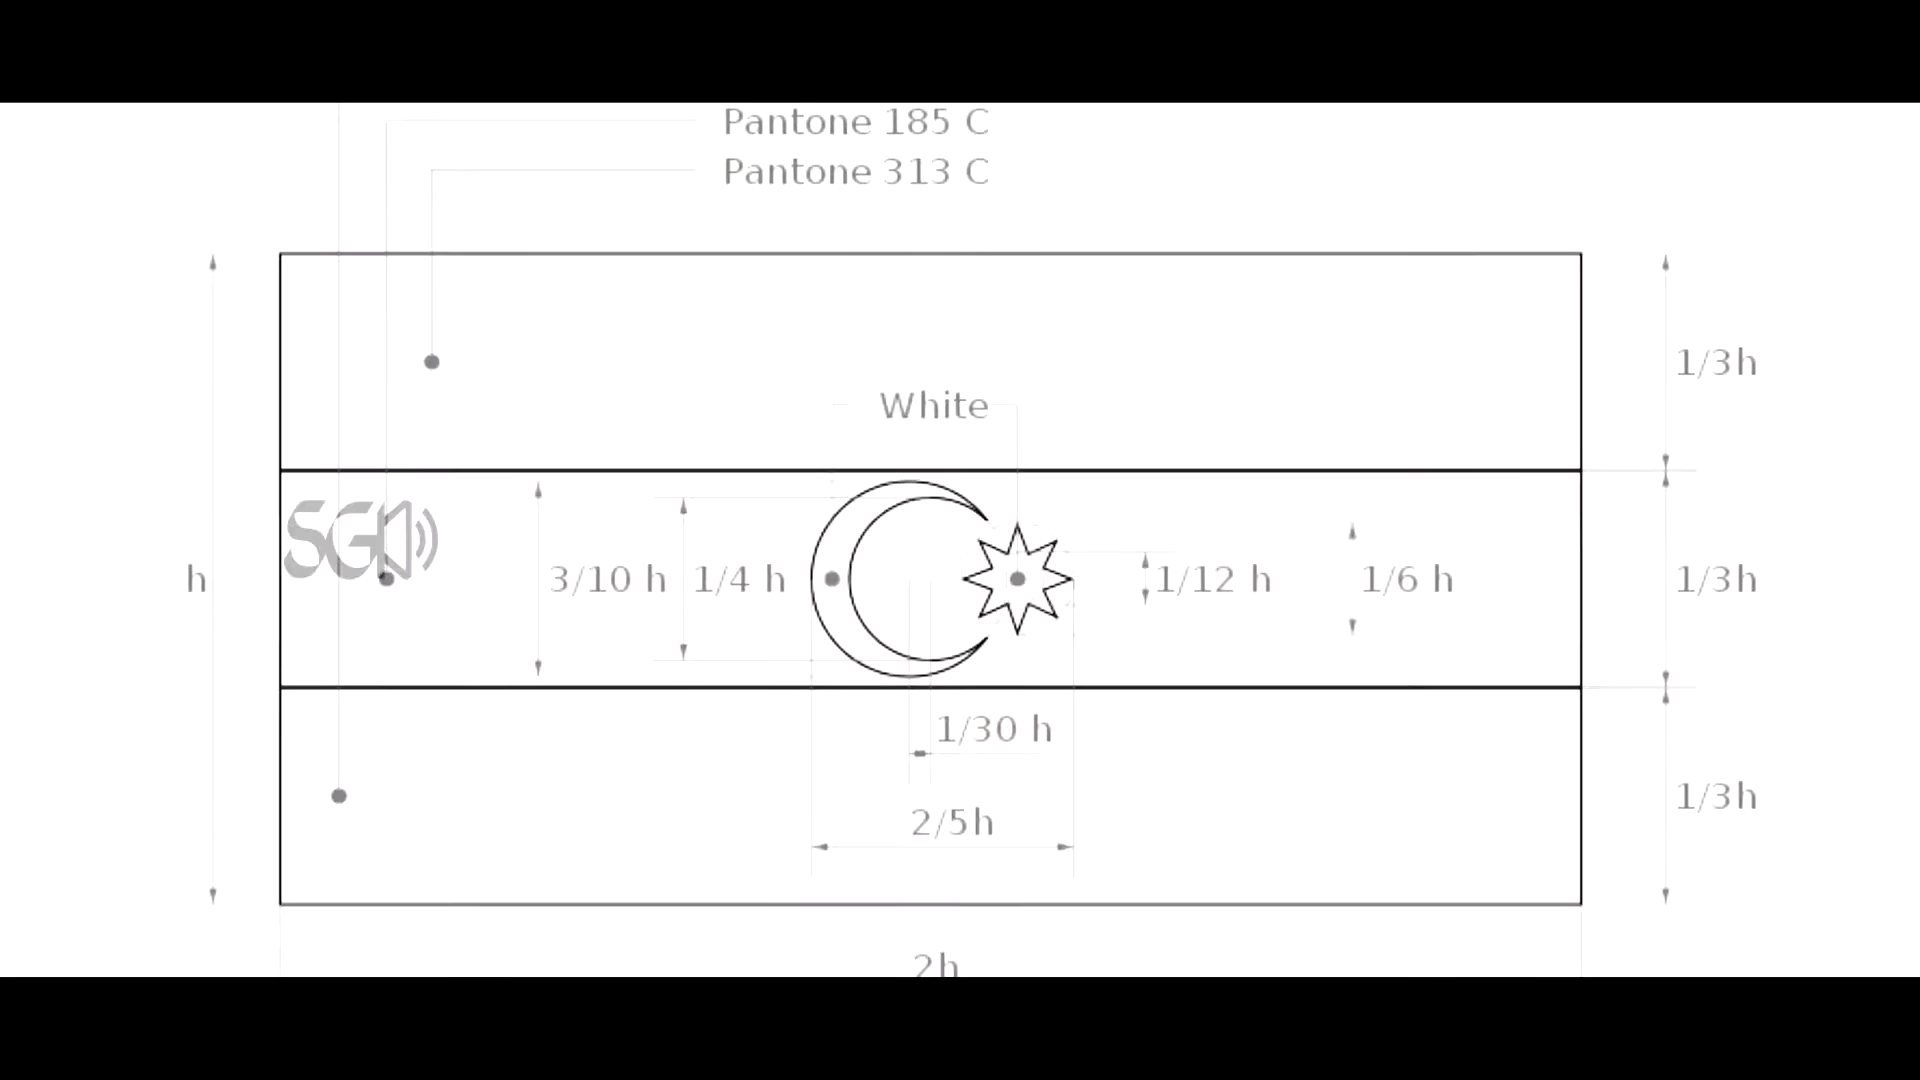 Pantone 185 C
Pantone 313 C
1/3h
White
SG
h
3/10 h
1/4 h
1/12 h
1/6 h
1/3h
1/30 h
1/3h
2/5h
2h